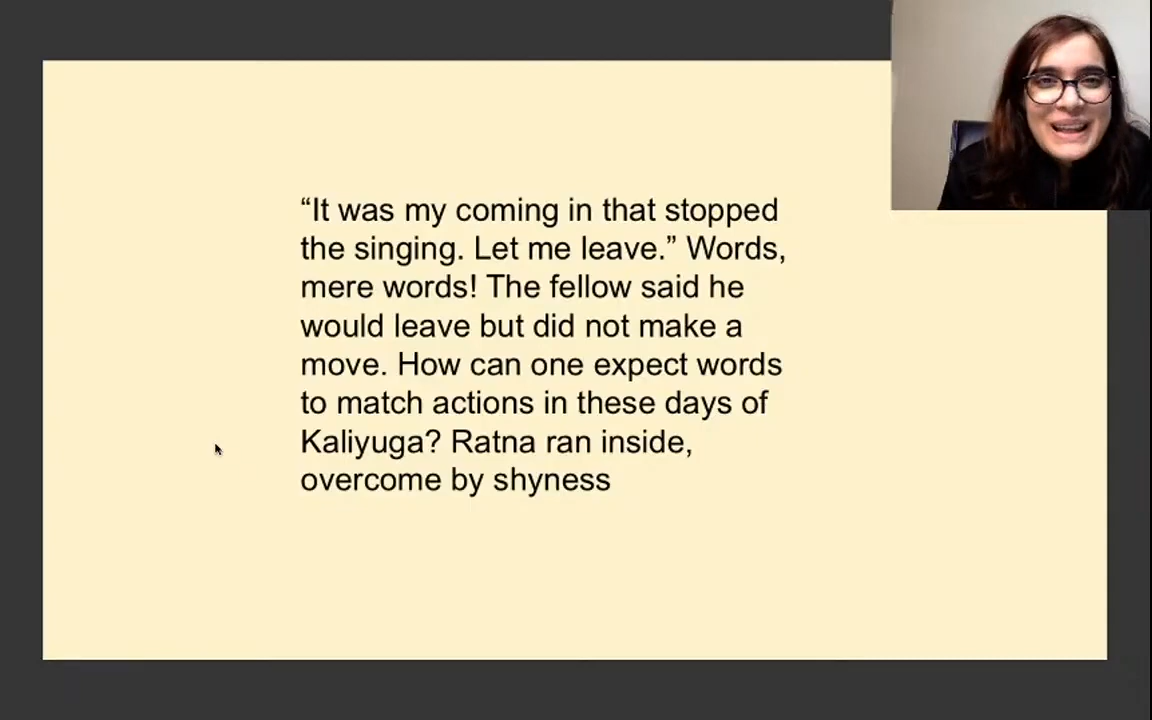 “It was my coming in that stopped
the singing. Let me leave.” Words,
mere words! The fellow said he
would leave but did not make a
move. How can one expect words
to match actions in these days of
Kaliyuga? Ratna ran inside,
overcome by shyness